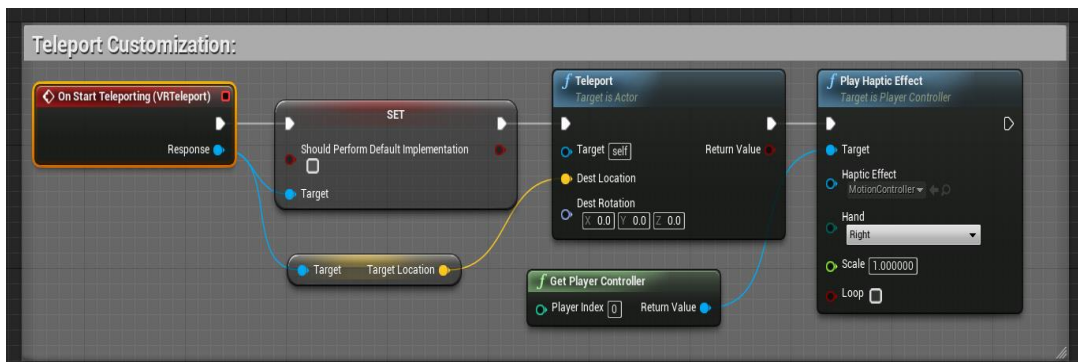 Teleport Customization:
On Start Teleporting (VRTeleport)
Response
SET
Should Perform Default Implementation
Target
Target Target Location
f Teleport
Target is Actor
Target self Return Value
Dest Location
Dest Rotation
X 0.0 Y 0.0 Z 0.0
f Get Player Controller
Player Index 0 Return Value
f Play Haptic Effect
Target is Player Controller
Target
Haptic Effect
MotionController
Hand
Right
Scale 1.000000
Loop